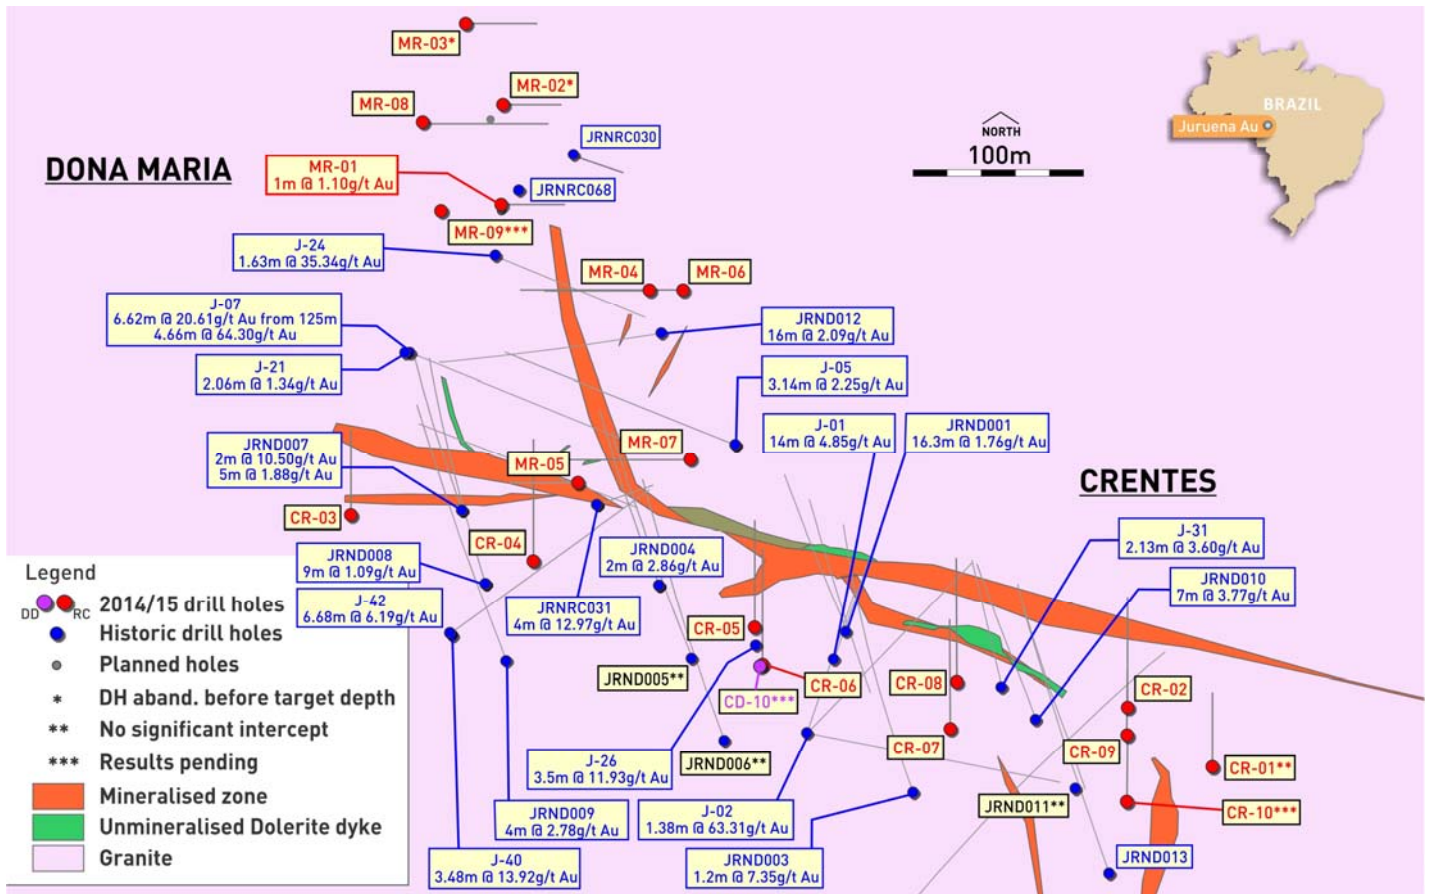 MR-03*
MR-02*
MR-08
JRNRC030
NORTH
100m
BRAZIL
Juruena Au
DONA MARIA
MR-01
1m @ 1.10g/t Au
JRNRC068
MR-09***
J-24
1.63m @ 35.34g/t Au
MR-04
MR-06
J-07
6.62m @ 20.61g/t Au from 125m
4.66m @ 64.30g/t Au
JRND012
16m @ 2.09g/t Au
J-21
2.06m @ 1.34g/t Au
J-05
3.14m @ 2.25g/t Au
J-01
14m @ 4.85g/t Au
JRND001
16.3m @ 1.76g/t Au
JRND007
2m @ 10.50g/t Au
5m @ 1.88g/t Au
MR-07
MR-05
CRENTES
CR-03
CR-04
J-31
2.13m @ 3.60g/t Au
JRND008
9m @ 1.09g/t Au
JRND004
2m @ 2.86g/t Au
JRND010
7m @ 3.77g/t Au
J-42
6.68m @ 6.19g/t Au
JRNRC031
4m @ 12.97g/t Au
CR-05
JRND005**
CD-10***
CR-06
CR-08
CR-02
CR-07
CR-09
CR-01**
J-26
3.5m @ 11.93g/t Au
JRND006**
JRND011**
CR-10***
JRND009
4m @ 2.78g/t Au
J-02
1.38m @ 63.31g/t Au
J-40
3.48m @ 13.92g/t Au
JRND003
1.2m @ 7.35g/t Au
JRND013
Legend
DD RC 2014/15 drill holes
Historic drill holes
Planned holes
* DH aband. before target depth
** No significant intercept
*** Results pending
Mineralised zone
Unmineralised Dolerite dyke
Granite